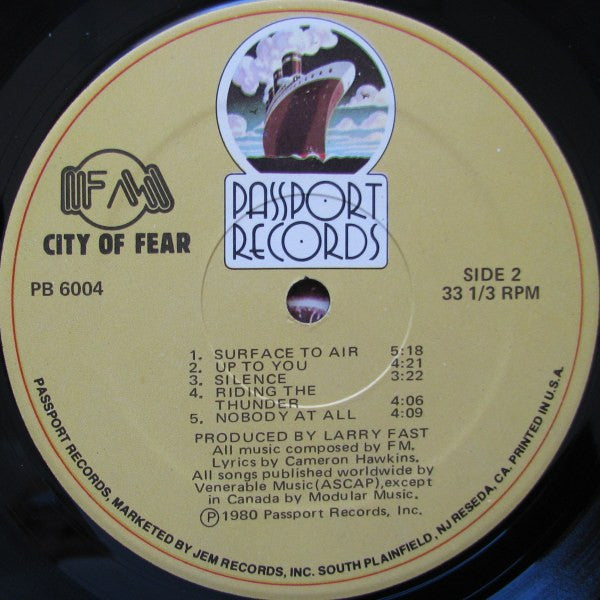 PASSPORT
RECORDS
FM
CITY OF FEAR
PB 6004
SIDE 2
33 1/3 RPM
1. SURFACE TO AIR 5:18
2. UP TO YOU 4:21
3. SILENCE 3:22
4. RIDING THE
THUNDER 4:06
5. NOBODY AT ALL 4:09
PRODUCED BY LARRY FAST
All music composed by FM.
Lyrics by Cameron Hawkins.
All songs published worldwide by
Venerable Music(ASCAP),except
in Canada by Modular Music.
Ⓟ1980 Passport Records, Inc.
PASSPORT RECORDS, MARKETED BY JEM RECORDS, INC. SOUTH PLAINFIELD, NJ RESEDA, CA. PRINTED IN U.S.A.